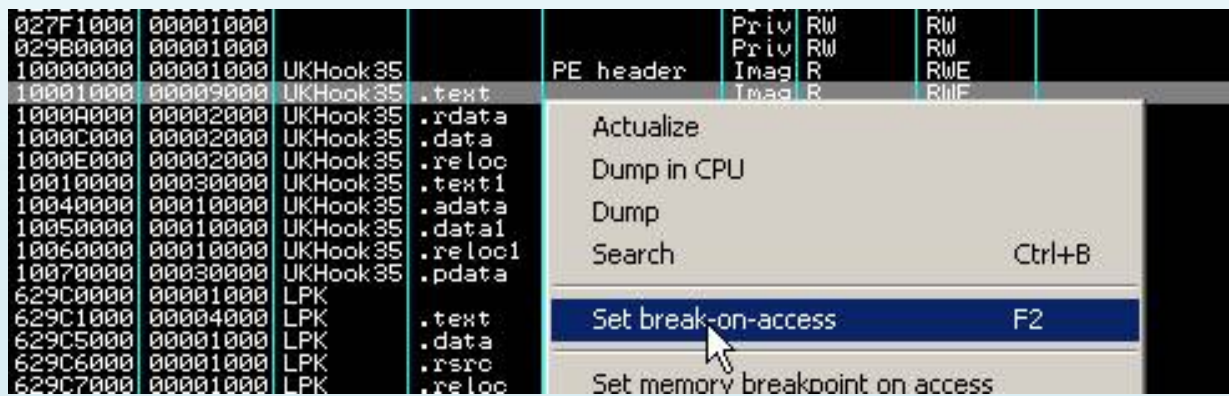 027F1000 00001000 Priv RW RW
029B0000 00001000 Priv RW RW
10000000 00001000 UKHook35 PE header Imag R RWE
10001000 00009000 UKHook35 .text Imag R RWE
1000A000 00002000 UKHook35 .rdata
1000C000 00002000 UKHook35 .data
1000E000 00002000 UKHook35 .reloc
10010000 00030000 UKHook35 .text1
10040000 00010000 UKHook35 .adata
10050000 00010000 UKHook35 .data1
10060000 00010000 UKHook35 .reloc1
10070000 00030000 UKHook35 .pdata
629C0000 00001000 LPK
629C1000 00004000 LPK .text
629C5000 00001000 LPK .data
629C6000 00001000 LPK .rsrc
629C7000 00001000 LPK .reloc
Actualize
Dump in CPU
Dump
Search Ctrl+B
Set break-on-access F2
Set memory breakpoint on access